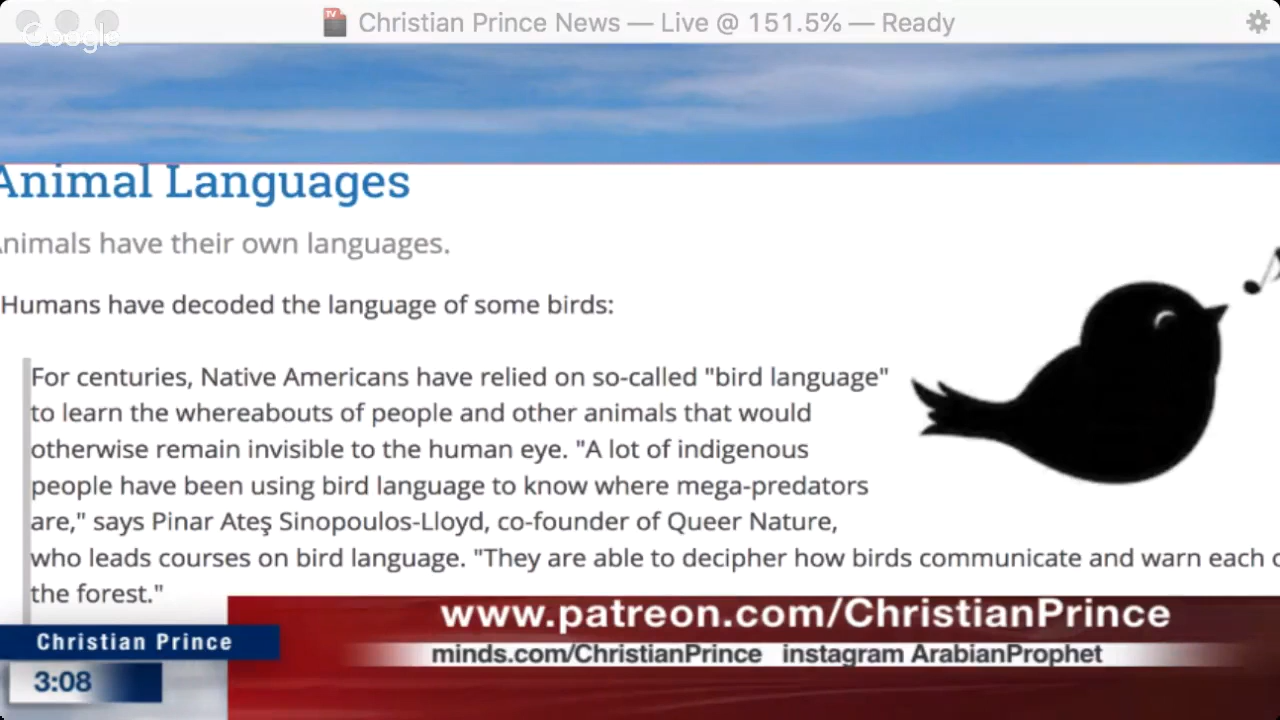 Google
TV
Christian Prince News — Live @ 151.5% — Ready
Animal Languages
nimals have their own languages.
Humans have decoded the language of some birds:
For centuries, Native Americans have relied on so-called "bird language"
to learn the whereabouts of people and other animals that would
otherwise remain invisible to the human eye. "A lot of indigenous
people have been using bird language to know where mega-predators
are," says Pinar Ateş Sinopoulos-Lloyd, co-founder of Queer Nature,
who leads courses on bird language. "They are able to decipher how birds communicate and warn each
the forest."
www.patreon.com/ChristianPrince
Christian Prince
minds.com/ChristianPrince instagram ArabianProphet
3:08